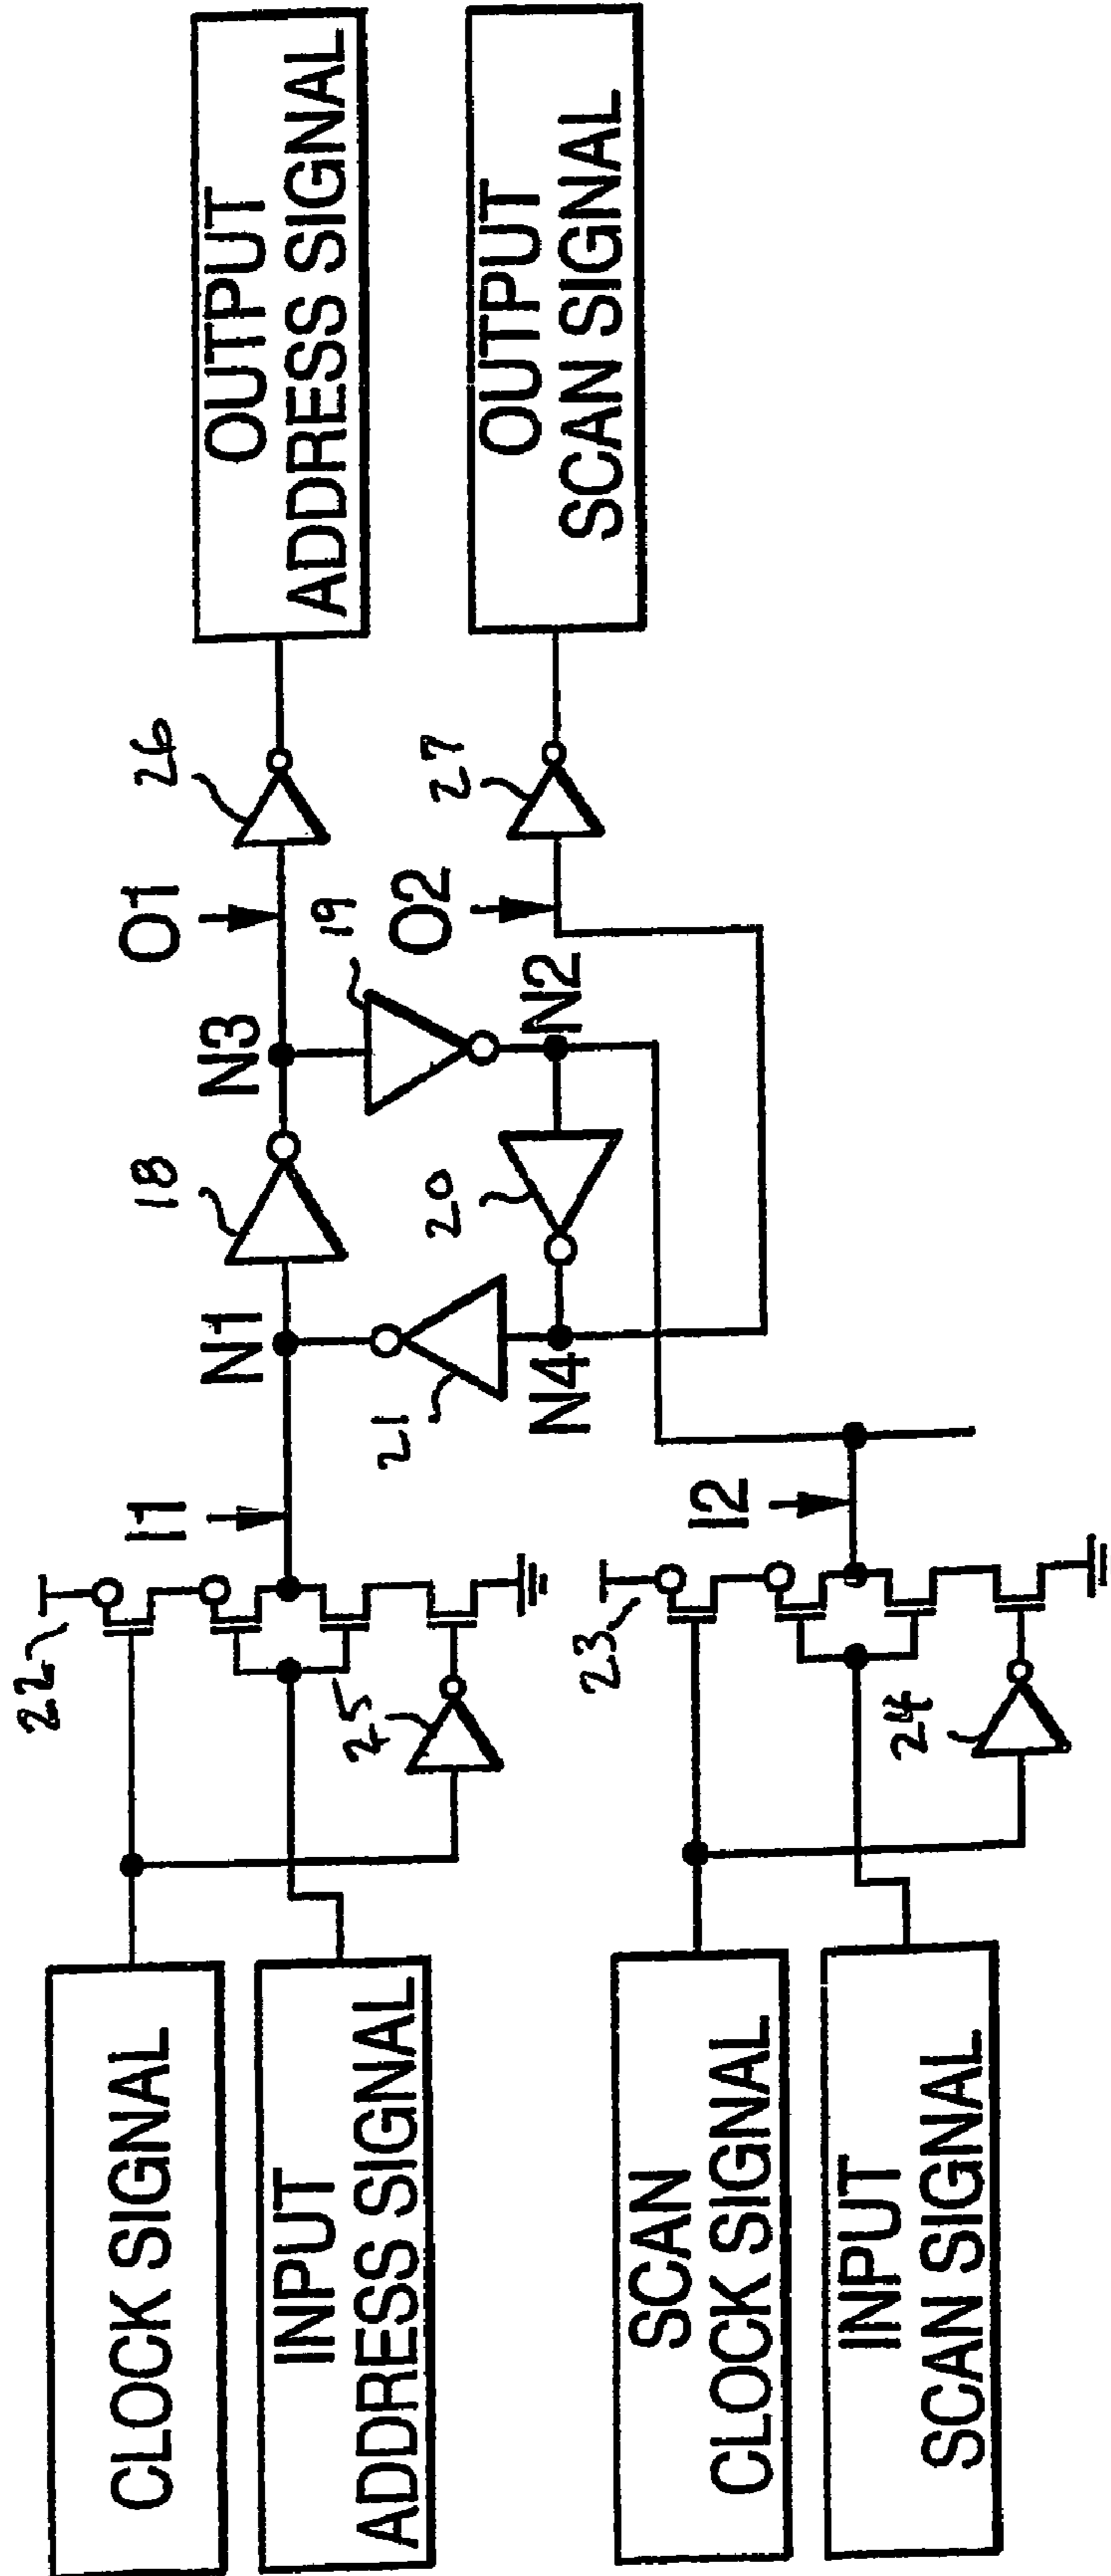 CLOCK SIGNAL
INPUT
ADDRESS SIGNAL
SCAN
CLOCK SIGNAL
INPUT
SCAN SIGNAL
22
25
I1
23
24
I2
N1
18
N3
19
O1
26
21
N4
20
N2
O2
27
OUTPUT
ADDRESS SIGNAL
OUTPUT
SCAN SIGNAL